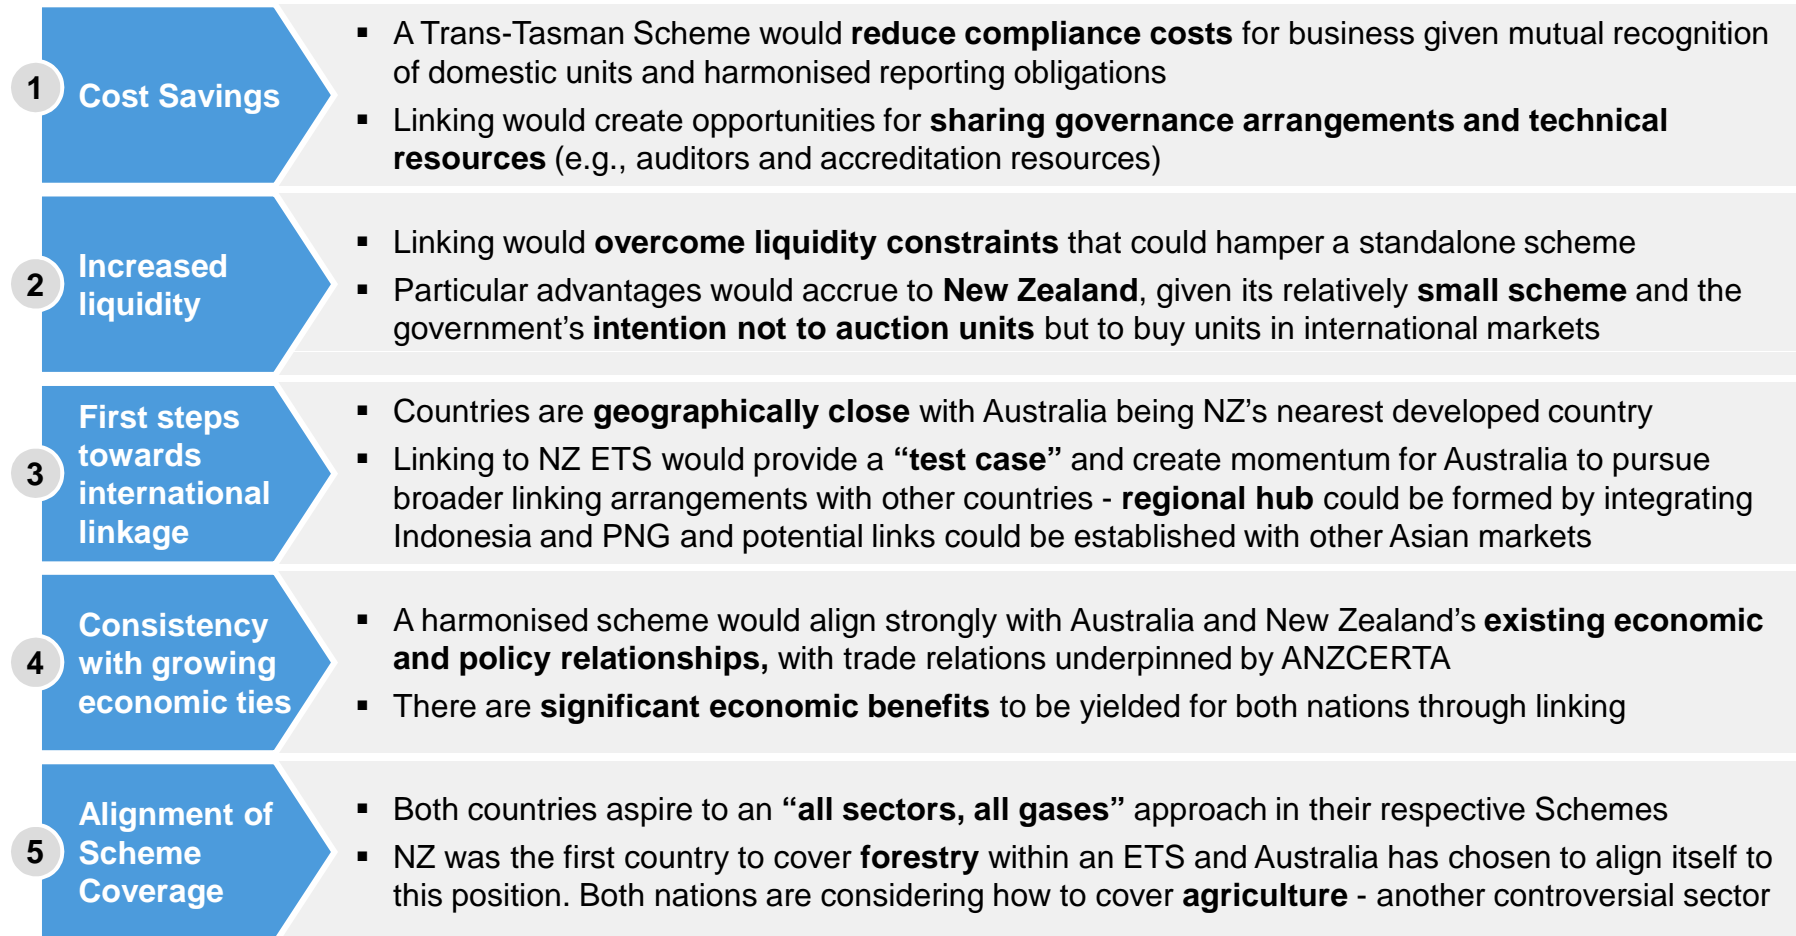 1
Cost Savings
▪ A Trans-Tasman Scheme would reduce compliance costs for business given mutual recognition
of domestic units and harmonised reporting obligations
▪ Linking would create opportunities for sharing governance arrangements and technical
resources (e.g., auditors and accreditation resources)
2
Increased
liquidity
▪ Linking would overcome liquidity constraints that could hamper a standalone scheme
▪ Particular advantages would accrue to New Zealand, given its relatively small scheme and the
government’s intention not to auction units but to buy units in international markets
3
First steps
towards
international
linkage
▪ Countries are geographically close with Australia being NZ’s nearest developed country
▪ Linking to NZ ETS would provide a “test case” and create momentum for Australia to pursue
broader linking arrangements with other countries - regional hub could be formed by integrating
Indonesia and PNG and potential links could be established with other Asian markets
4
Consistency
with growing
economic ties
▪ A harmonised scheme would align strongly with Australia and New Zealand’s existing economic
and policy relationships, with trade relations underpinned by ANZCERTA
▪ There are significant economic benefits to be yielded for both nations through linking
5
Alignment of
Scheme
Coverage
▪ Both countries aspire to an “all sectors, all gases” approach in their respective Schemes
▪ NZ was the first country to cover forestry within an ETS and Australia has chosen to align itself to
this position. Both nations are considering how to cover agriculture - another controversial sector